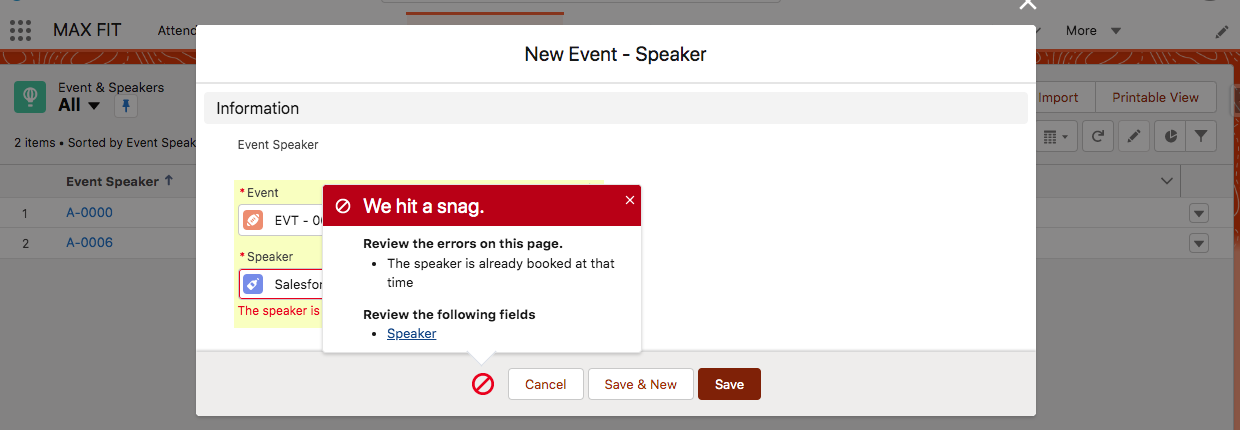 MAX FIT
Attend
More
New Event - Speaker
Event & Speakers
All
Import
Printable View
Information
2 items • Sorted by Event Speak
Event Speaker
Event Speaker ↑
* Event
EVT - 00
We hit a snag.
Review the errors on this page.
• The speaker is already booked at that
time
Review the following fields
• Speaker
* Speaker
Salesfor
The speaker is
1
A-0000
2
A-0006
Cancel
Save & New
Save